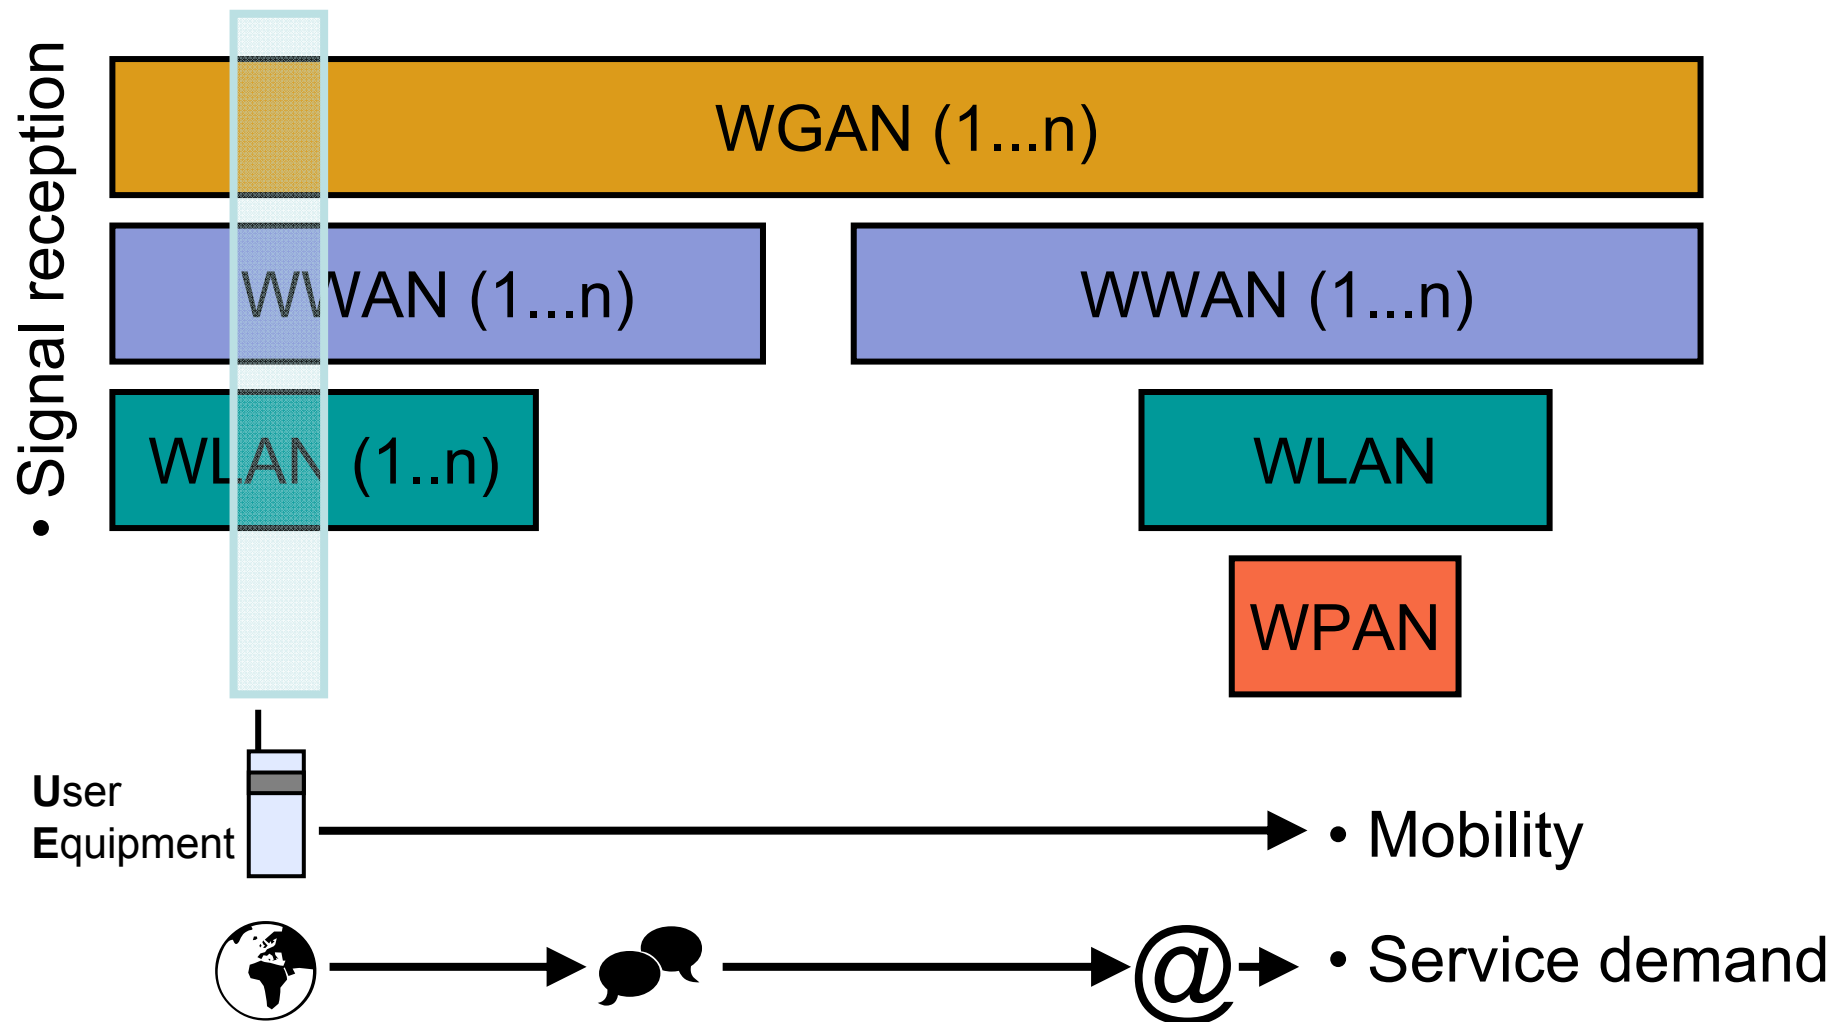 • Signal reception
WGAN (1...n)
WWAN (1...n)
WWAN (1...n)
WLAN (1..n)
WLAN
WPAN
User
Equipment
• Mobility
@
• Service demand